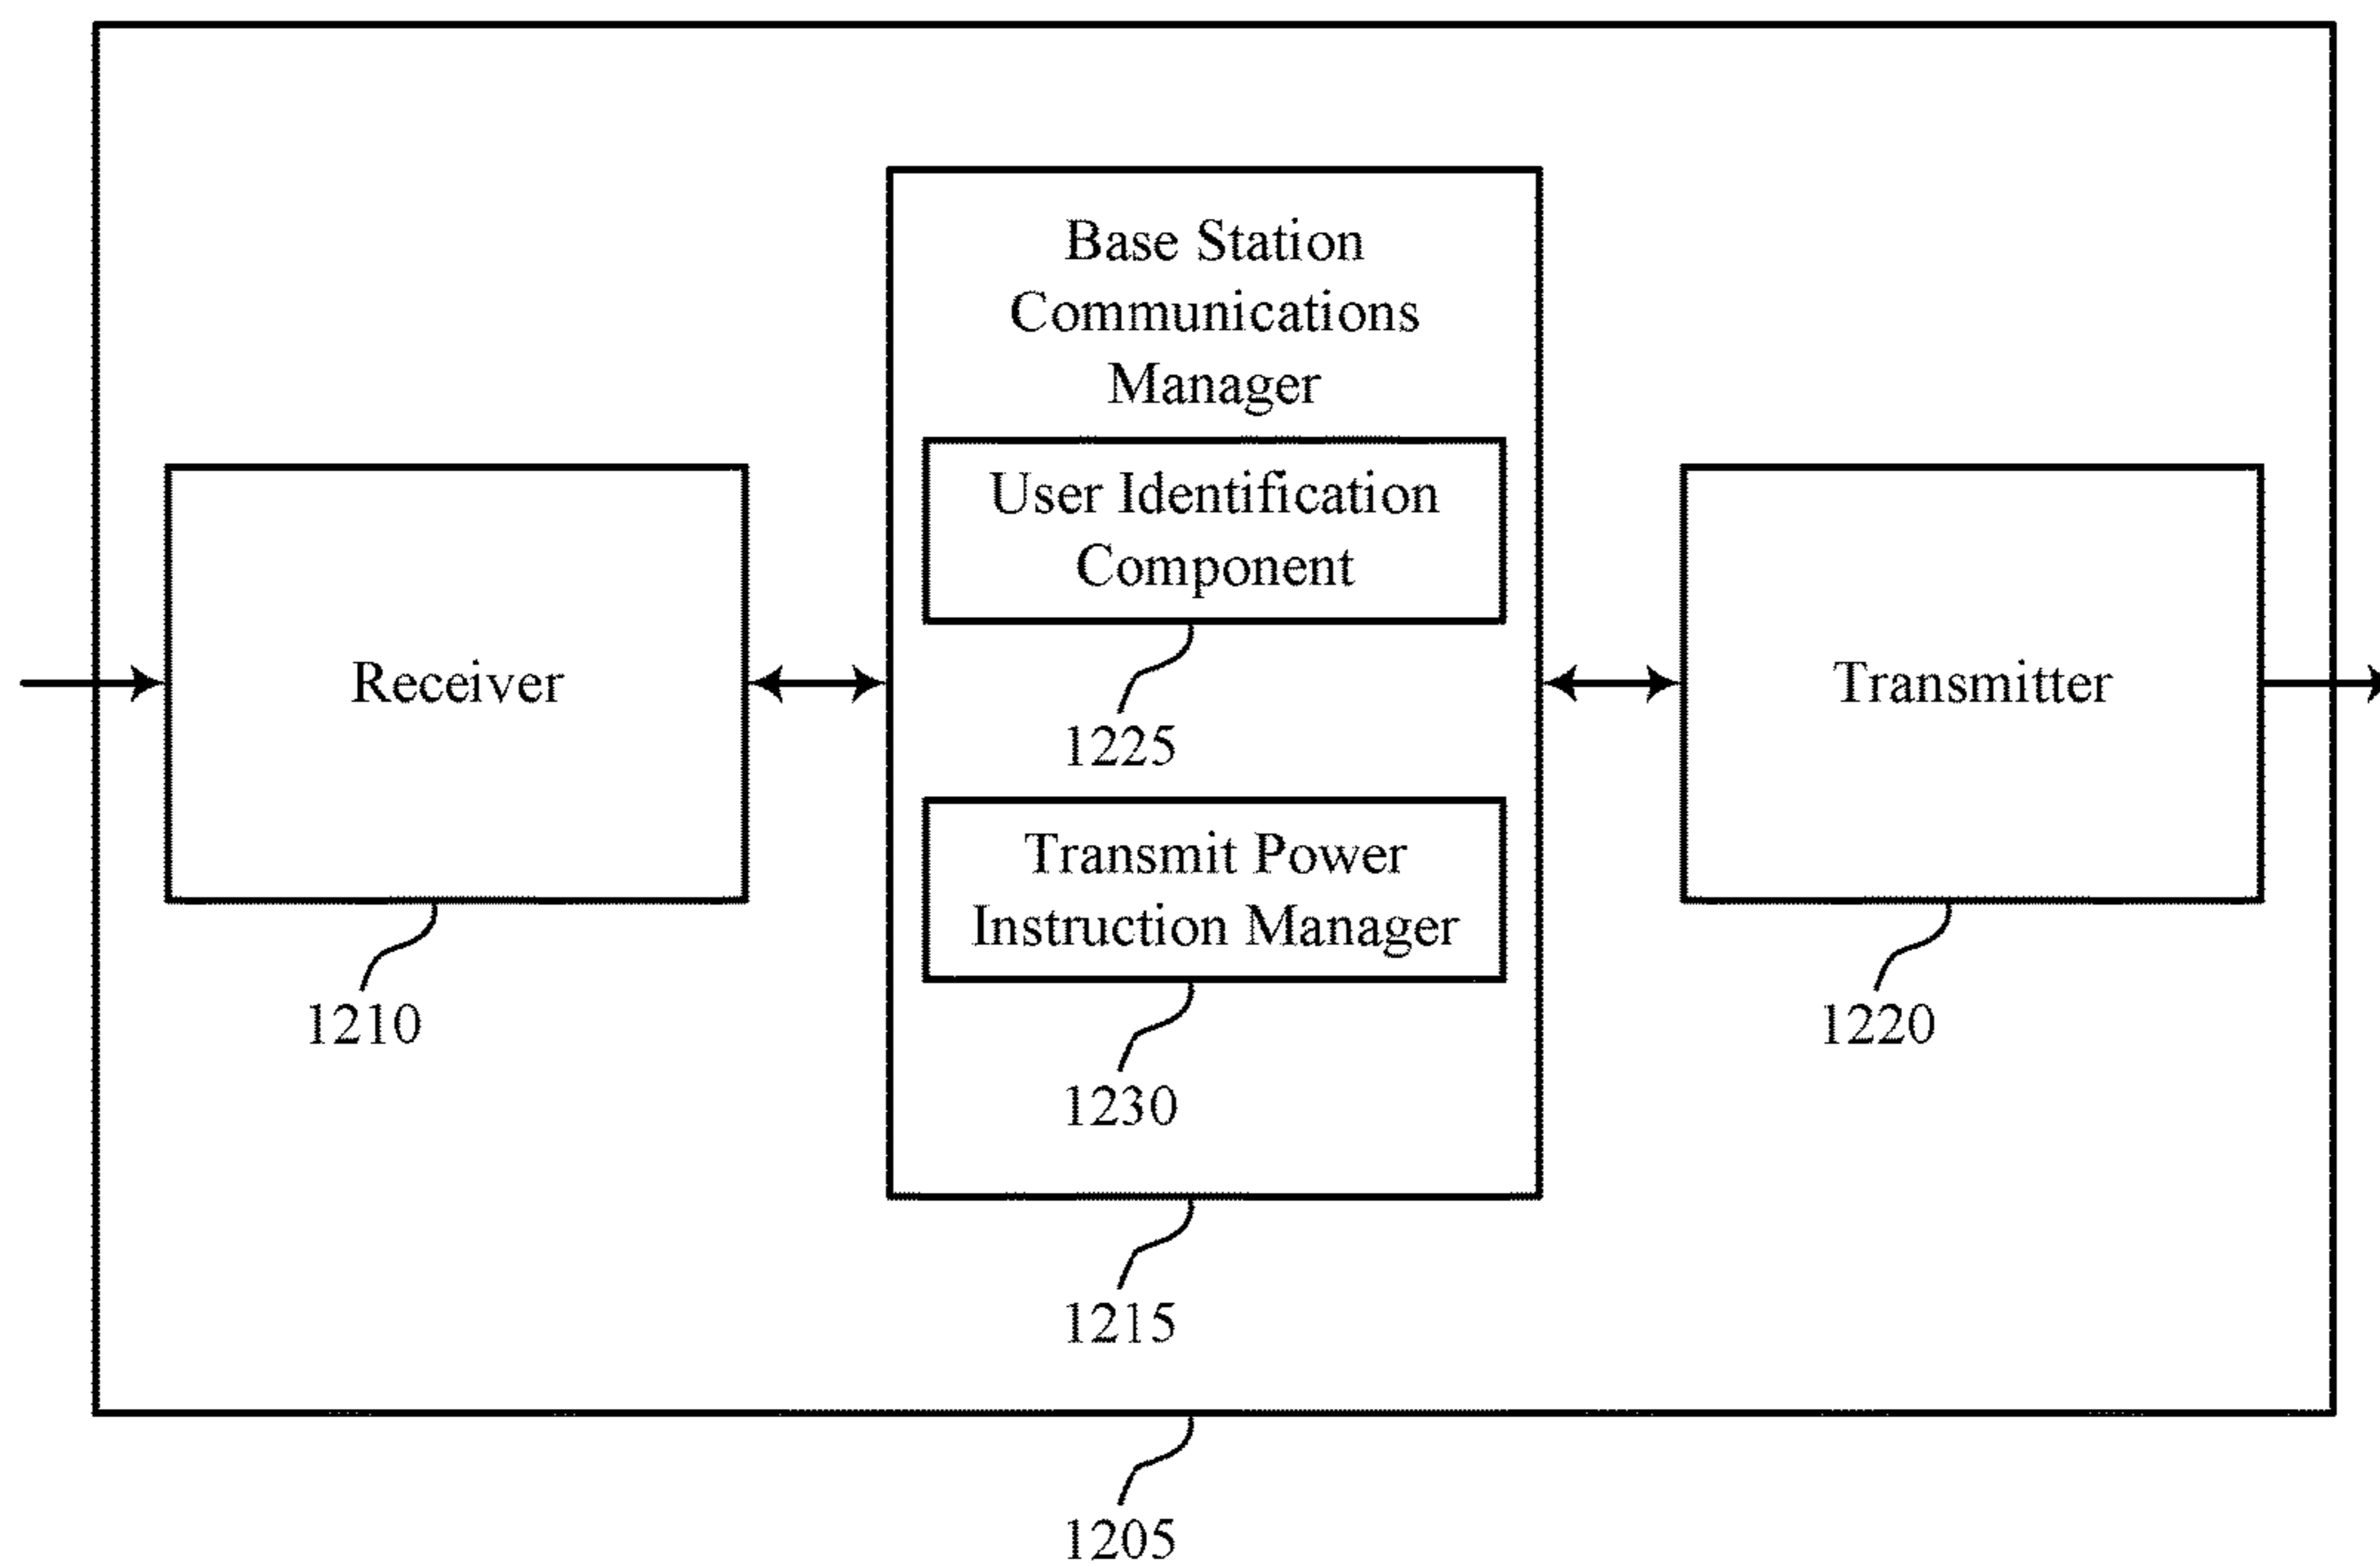 Base Station
Communications
Manager
User Identification
Component
1225
Receiver
Transmitter
Transmit Power
Instruction Manager
1210
1220
1230
1215
1205